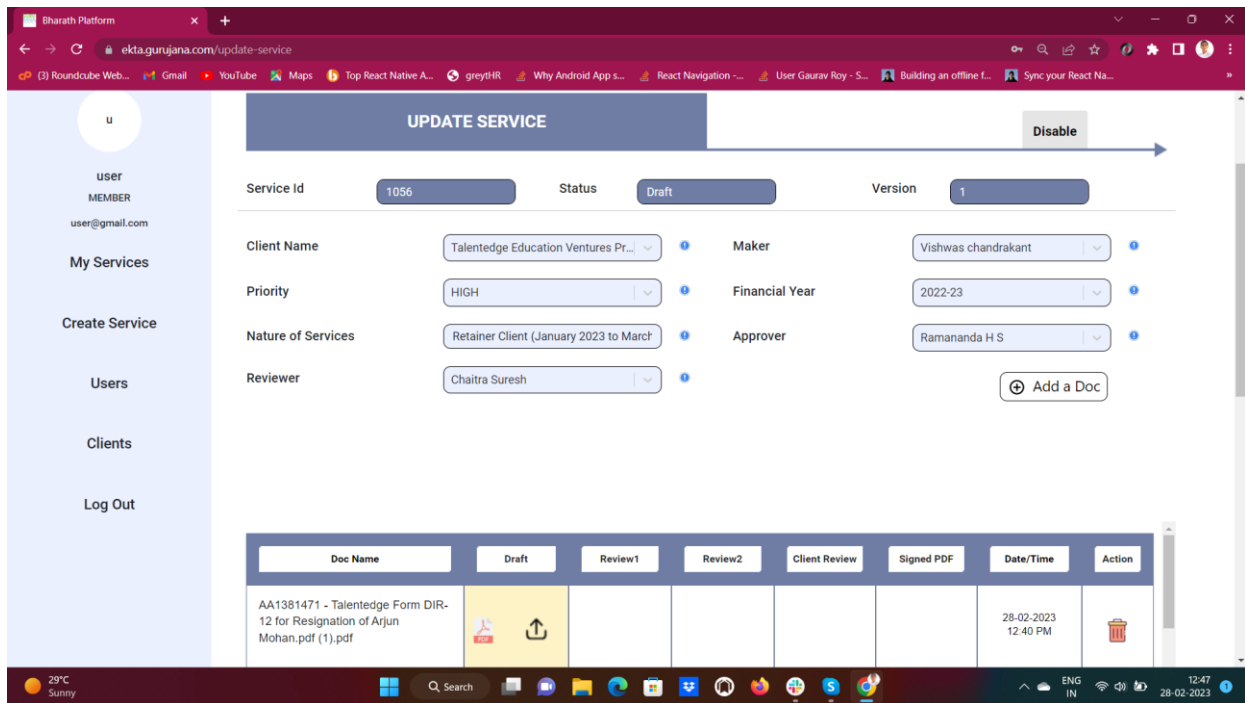 Bharath Platform
ekta.gurujana.com/update-service
(3) Roundcube Web... Gmail YouTube Maps Top React Native A... greytHR Why Android App s... React Navigation -... User Gaurav Roy - S... Building an offline f... Sync your React Na... »
u
user
MEMBER
user@gmail.com
My Services
Create Service
Users
Clients
Log Out
UPDATE SERVICE
Disable
Service Id 1056 Status Draft Version 1
Client Name Talentedge Education Ventures Pr... Maker Vishwas chandrakant
Priority HIGH Financial Year 2022-23
Nature of Services Retainer Client (January 2023 to March Approver Ramananda H S
Reviewer Chaitra Suresh Add a Doc
Doc Name Draft Review1 Review2 Client Review Signed PDF Date/Time Action
AA1381471 - Talentedge Form DIR-
12 for Resignation of Arjun
Mohan.pdf (1).pdf
PDF
28-02-2023
12:40 PM
29°C
Sunny
Search
ENG
IN
12:47
28-02-2023
1